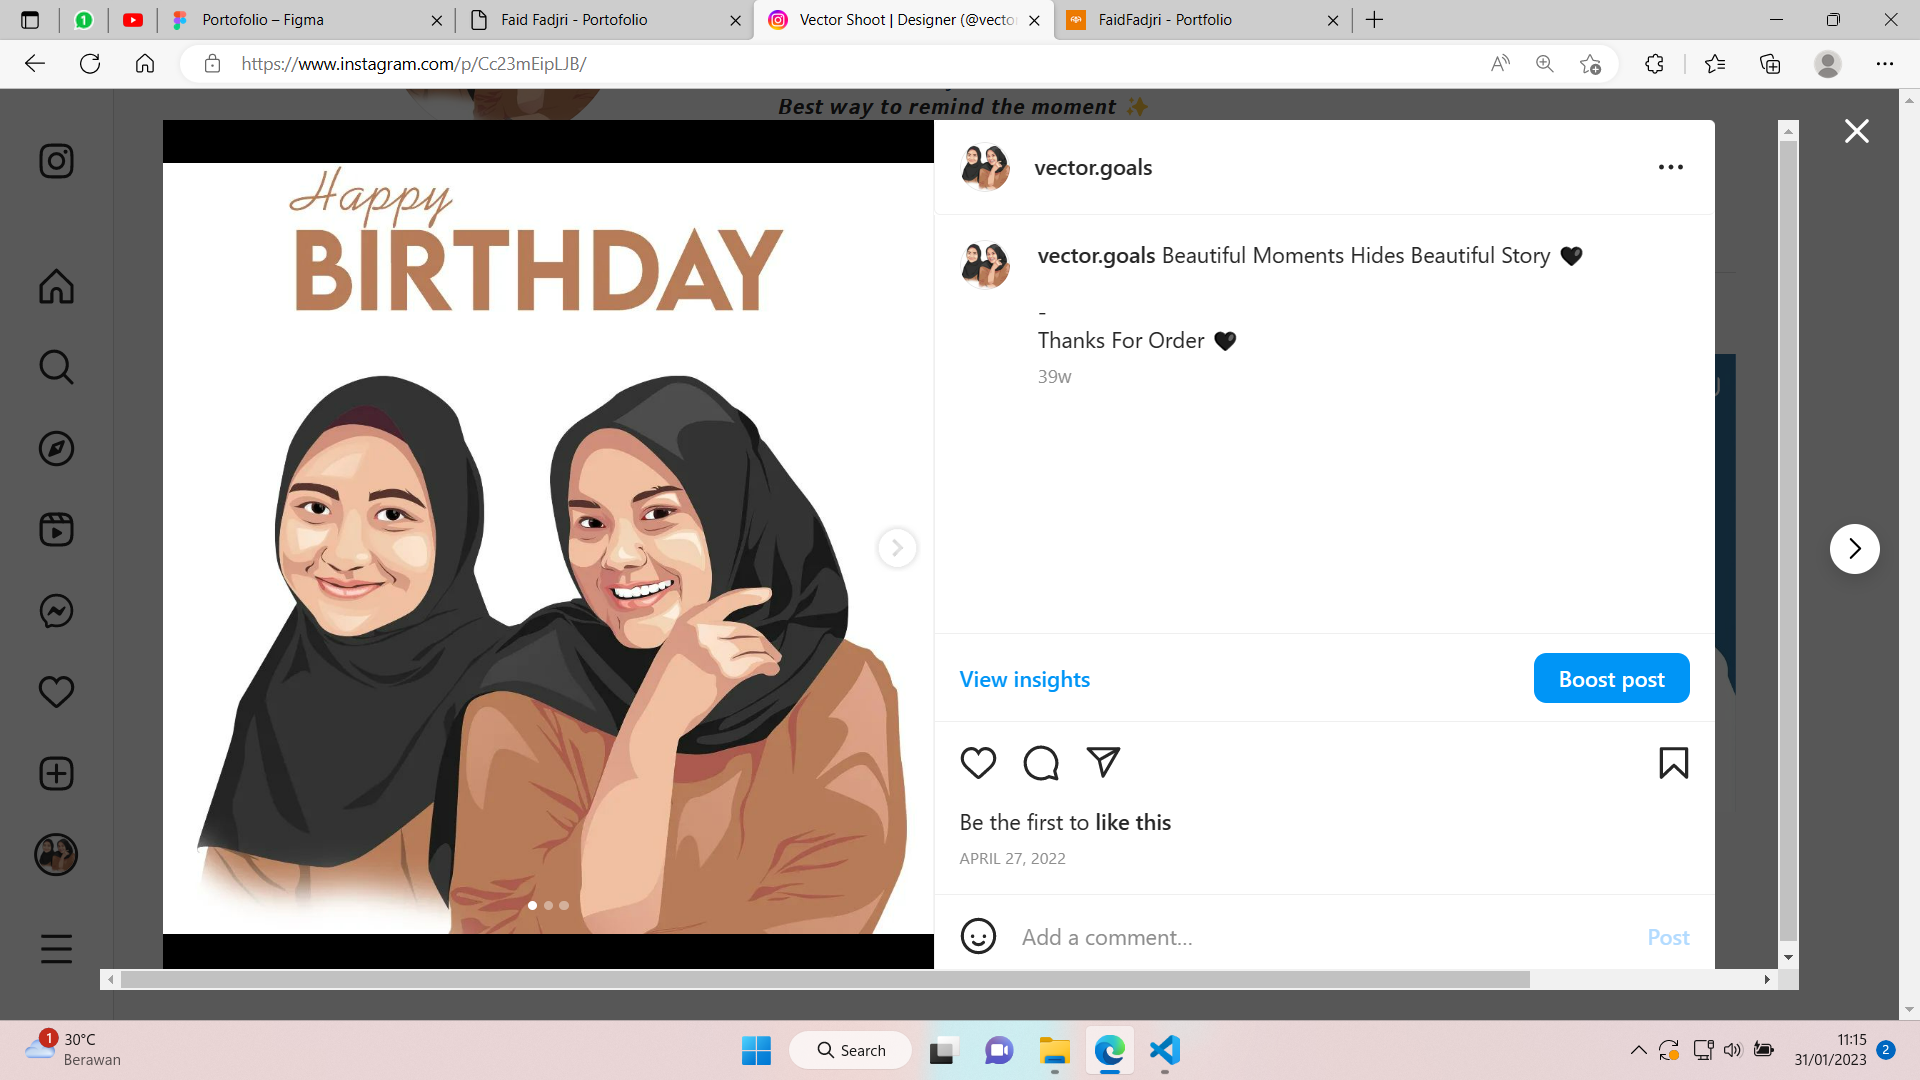 Portofolio – Figma
Faid Fadjri - Portofolio
Vector Shoot | Designer (@vector
FaidFadjri - Portfolio
https://www.instagram.com/p/Cc23mEipLJB/
Best way to remind the moment ✨
Happy
BIRTHDAY
vector.goals
vector.goals Beautiful Moments Hides Beautiful Story 🖤
-
Thanks For Order 🖤
39w
View insights
Boost post
Be the first to like this
APRIL 27, 2022
Add a comment...
Post
1
30°C
Berawan
Search
11:15
31/01/2023
2